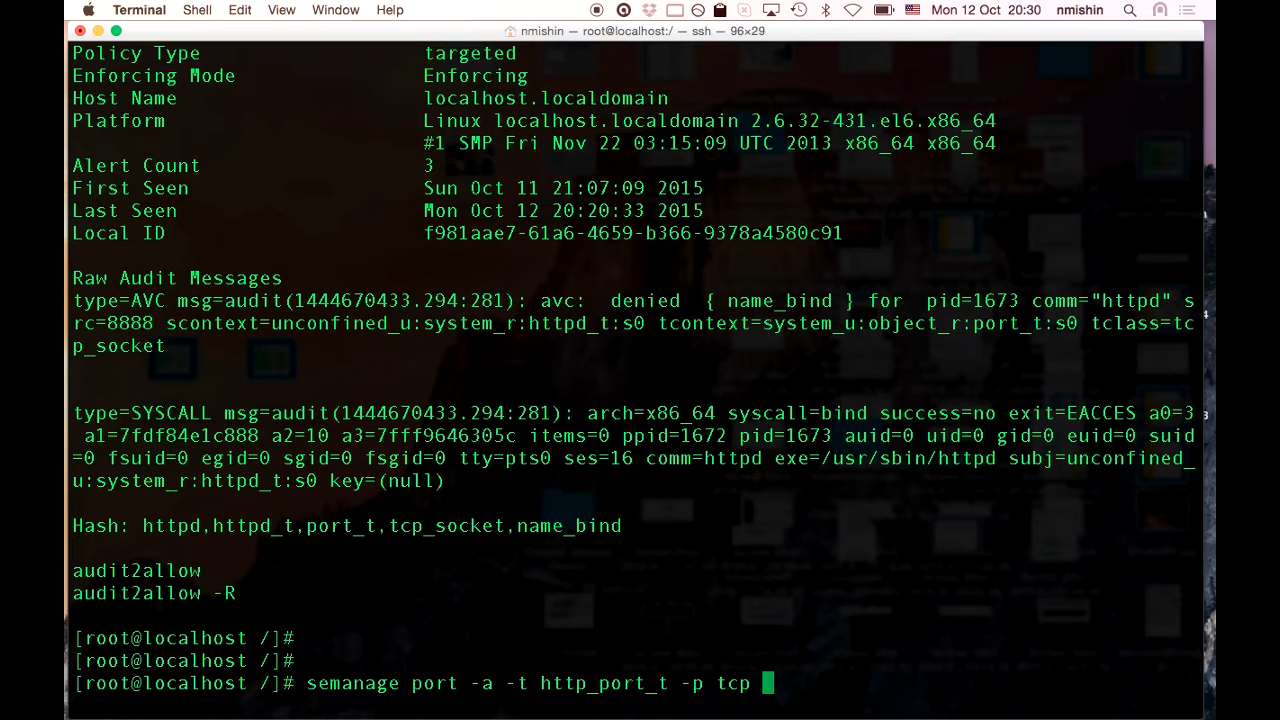 Terminal Shell Edit View Window Help Mon 12 Oct 20:30 nmishin
nmishin — root@localhost:/ — ssh — 96×29
Policy Type targeted
Enforcing Mode Enforcing
Host Name localhost.localdomain
Platform Linux localhost.localdomain 2.6.32-431.el6.x86_64
#1 SMP Fri Nov 22 03:15:09 UTC 2013 x86_64 x86_64
Alert Count 3
First Seen Sun Oct 11 21:07:09 2015
Last Seen Mon Oct 12 20:20:33 2015
Local ID f981aae7-61a6-4659-b366-9378a4580c91
Raw Audit Messages
type=AVC msg=audit(1444670433.294:281): avc: denied { name_bind } for pid=1673 comm="httpd" s
rc=8888 scontext=unconfined_u:system_r:httpd_t:s0 tcontext=system_u:object_r:port_t:s0 tclass=tc
p_socket
type=SYSCALL msg=audit(1444670433.294:281): arch=x86_64 syscall=bind success=no exit=EACCES a0=3
a1=7fdf84e1c888 a2=10 a3=7fff9646305c items=0 ppid=1672 pid=1673 auid=0 uid=0 gid=0 euid=0 suid
=0 fsuid=0 egid=0 sgid=0 fsgid=0 tty=pts0 ses=16 comm=httpd exe=/usr/sbin/httpd subj=unconfined_
u:system_r:httpd_t:s0 key=(null)
Hash: httpd,httpd_t,port_t,tcp_socket,name_bind
audit2allow
audit2allow -R
[root@localhost /]#
[root@localhost /]#
[root@localhost /]# semanage port -a -t http_port_t -p tcp